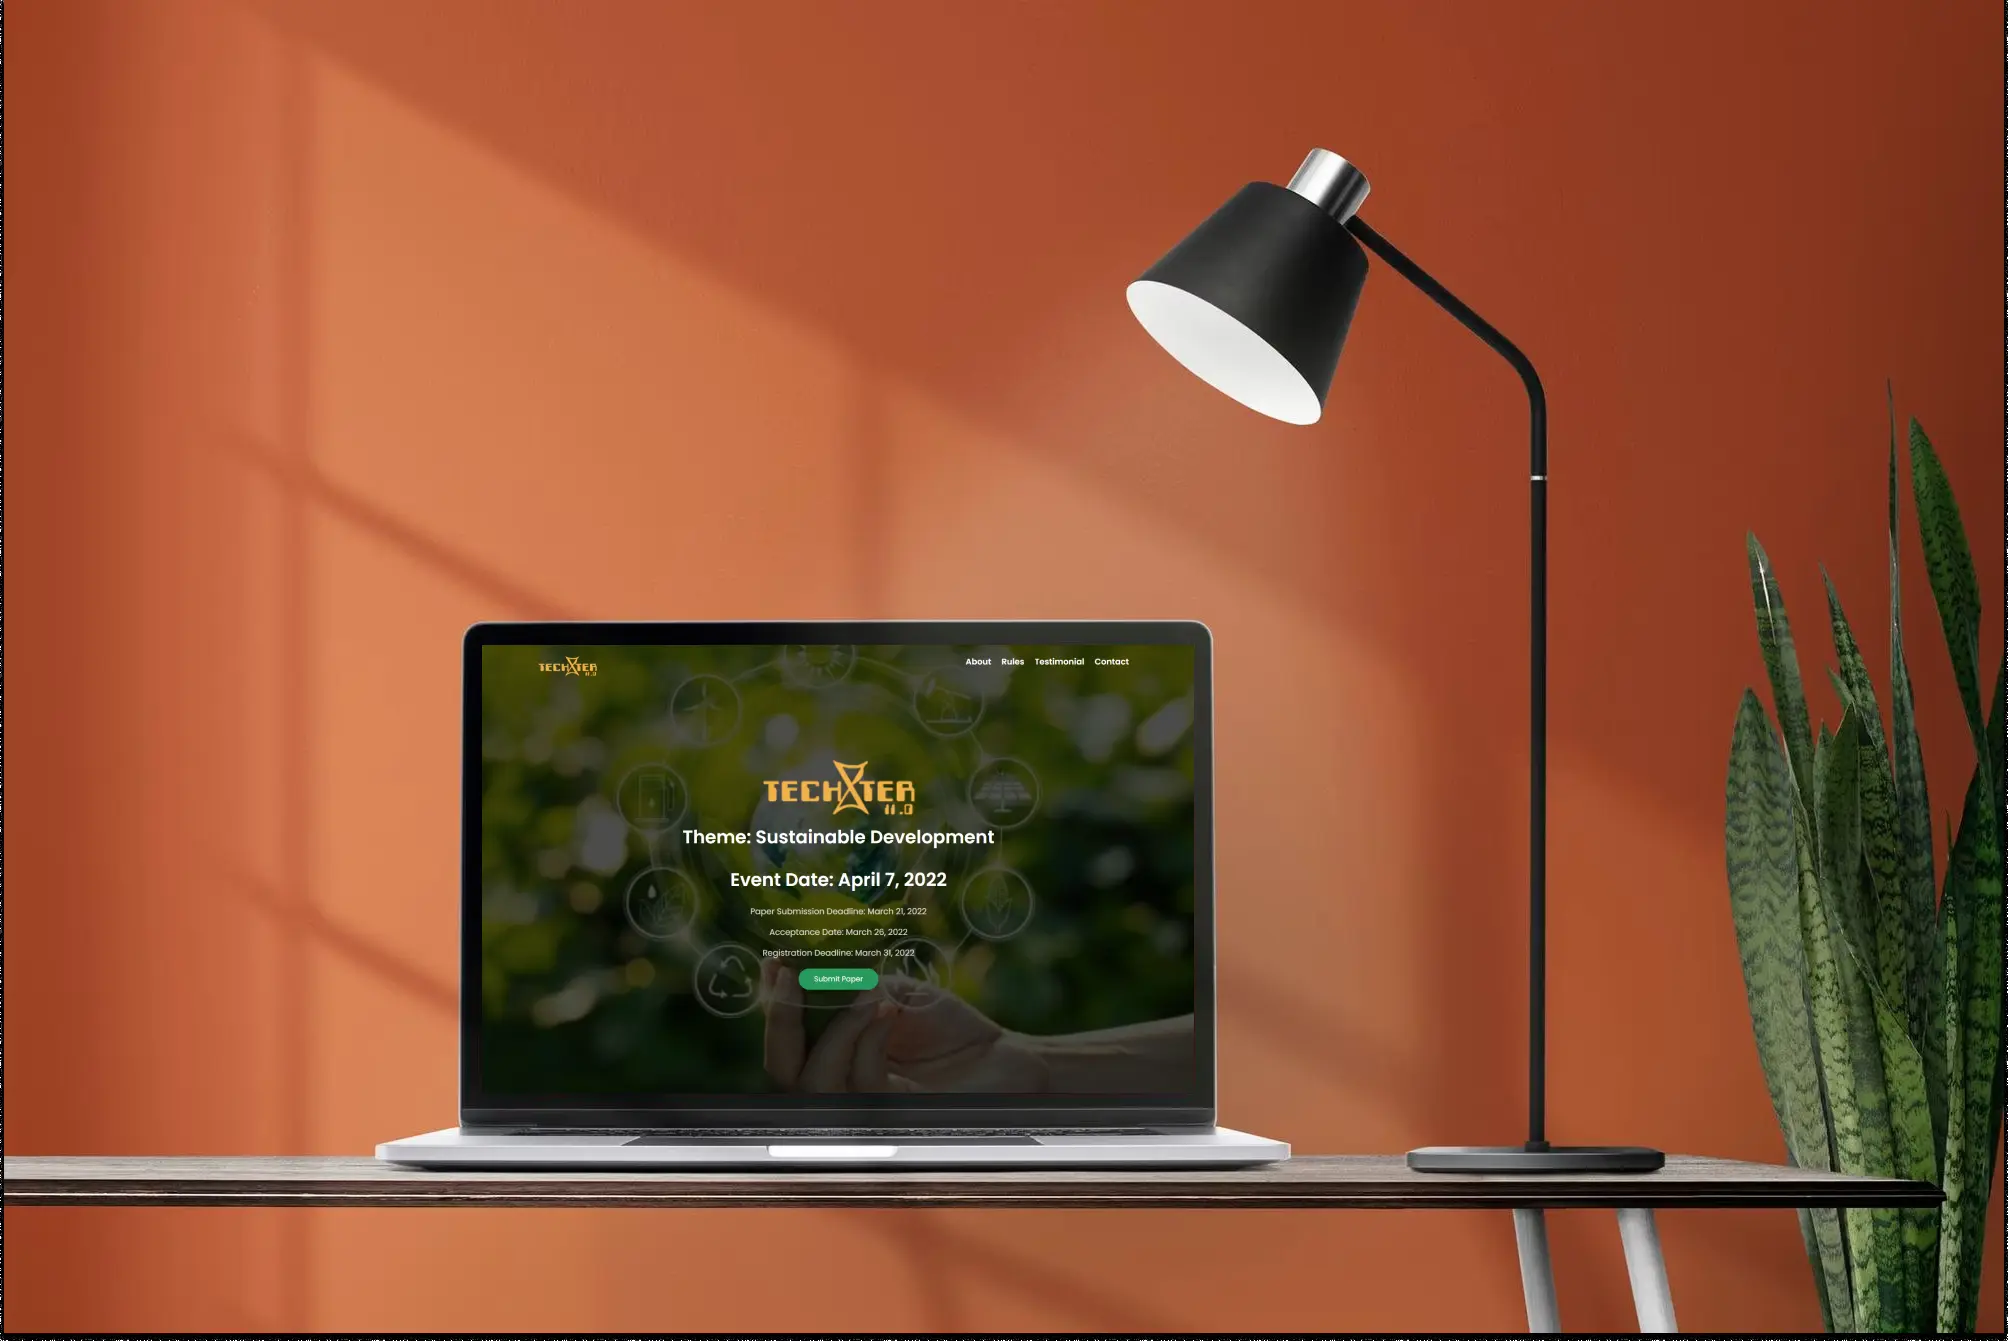 TECHXTER
11.0
About Rules Testimonial Contact
TECHXTER
11.0
Theme: Sustainable Development
Event Date: April 7, 2022
Paper Submission Deadline: March 21, 2022
Acceptance Date: March 26, 2022
Registration Deadline: March 31, 2022
Submit Paper